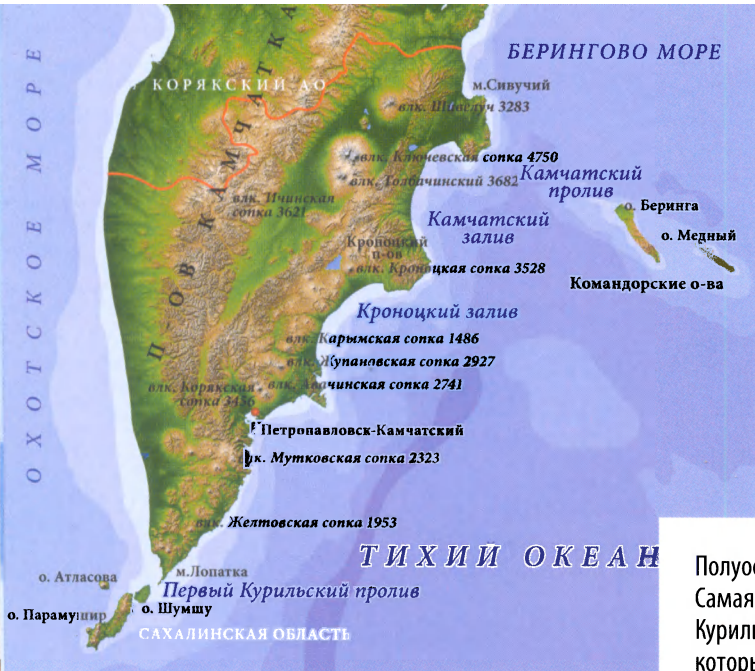 БЕРИНГОВО МОРЕ
ОХОТСКОЕ МОРЕ
КОРЯКСКИЙ АО
П-ОВ КАМЧАТКА
м.Сивучий
влк. Шивелуч 3283
влк. Ключевская сопка 4750
влк. Толбачинский 3682
Камчатский
пролив
влк. Ичинская
сопка 3621
о. Беринга
Камчатский
залив
о. Медный
Кроноцкий
п-ов
влк. Кроноцкая сопка 3528
Командорские о-ва
Кроноцкий залив
влк. Карымская сопка 1486
влк. Жупановская сопка 2927
влк. Корякская
сопка 3456
влк. Авачинская сопка 2741
Петропавловск-Камчатский
влк. Мутковская сопка 2323
влк. Желтовская сопка 1953
ТИХИЙ ОКЕАН
м.Лопатка
о. Атласова
Первый Курильский пролив
о. Парамушир
о. Шумшу
САХАЛИНСКАЯ ОБЛАСТЬ
Полуос
Самая
Курил
которы